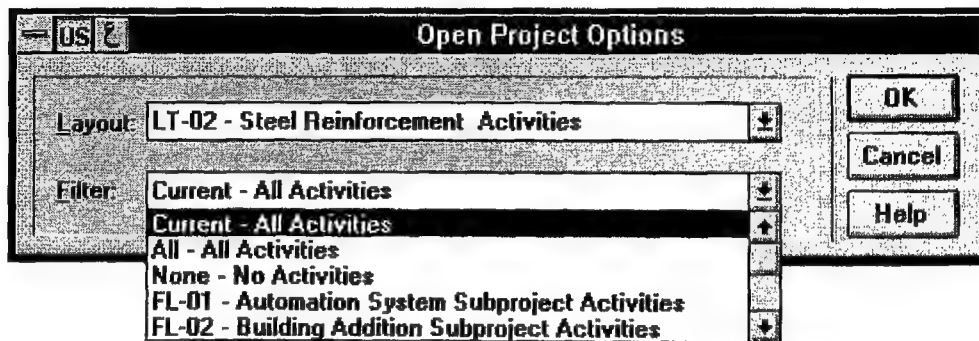 Open Project Options
Layout: LT-02 - Steel Reinforcement Activities
OK
Cancel
Filter: Current - All Activities
Help
Current - All Activities
All - All Activities
None - No Activities
FL-01 - Automation System Subproject Activities
FL-02 - Building Addition Subproject Activities